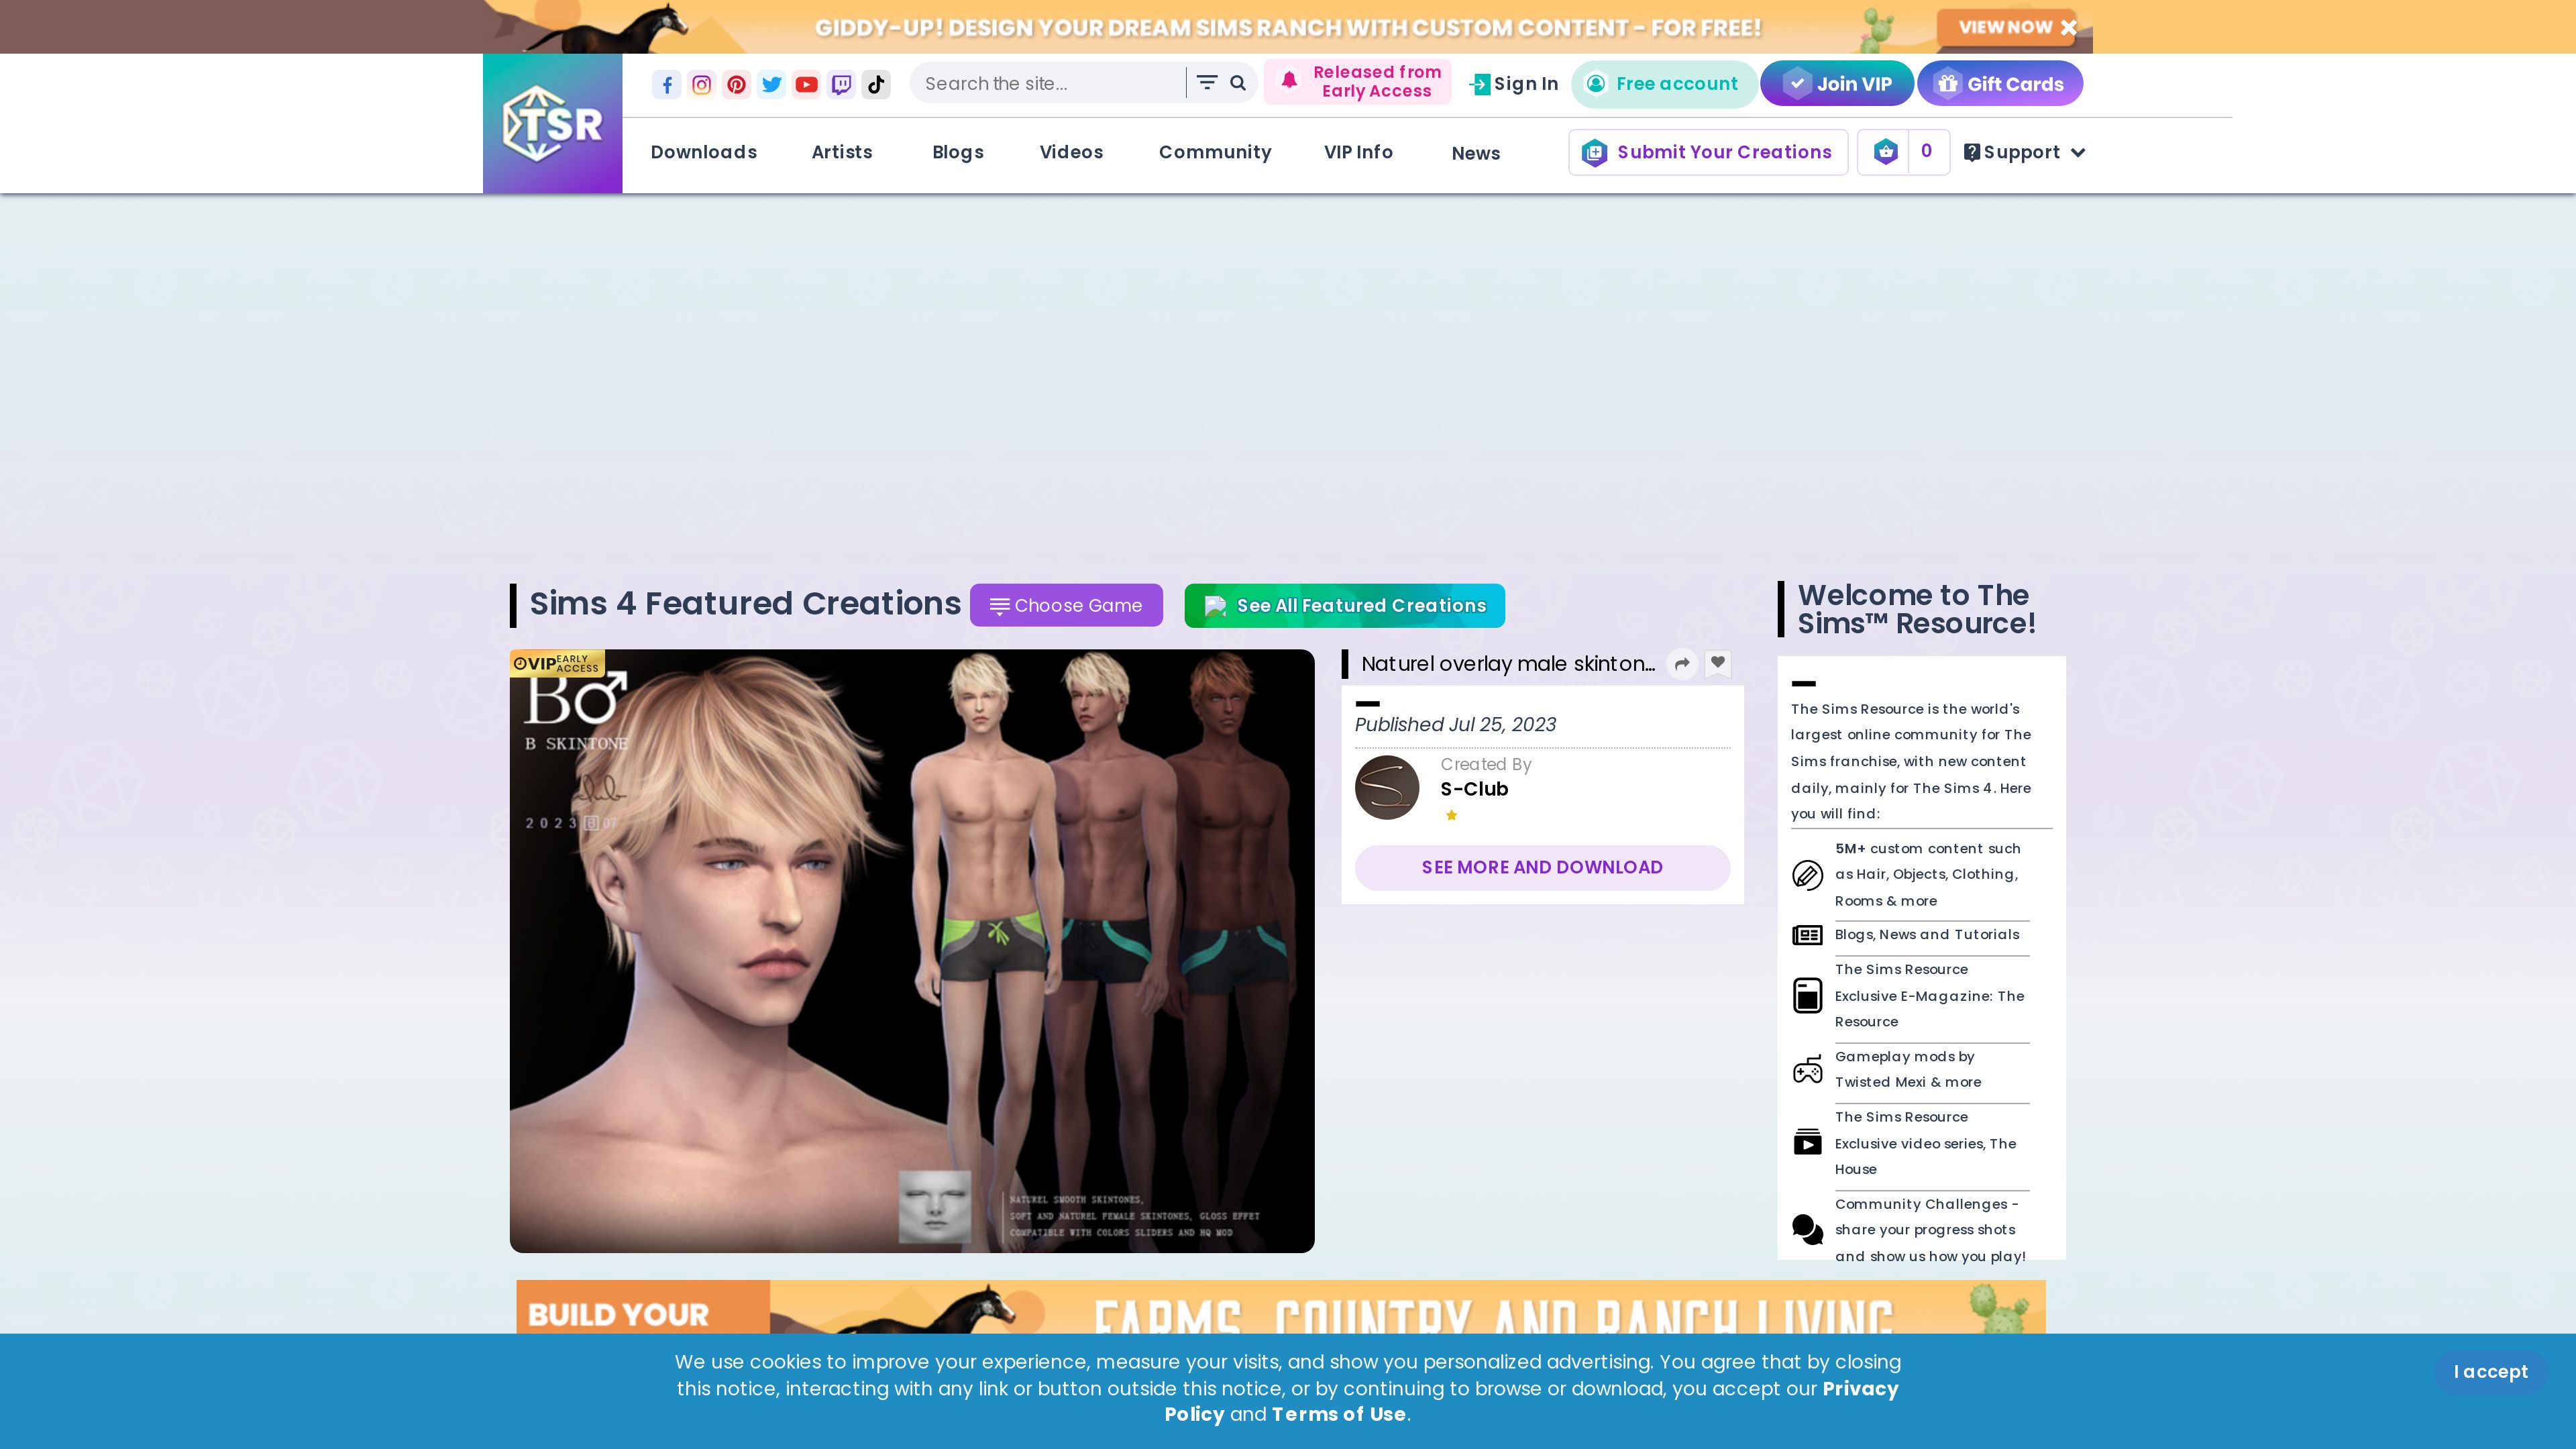 GIDDY-UP! DESIGN YOUR DREAM SIMS RANCH WITH CUSTOM CONTENT - FOR FREE!
VIEW NOW
TSR
Search the site...
Released from
Early Access
Sign In
Free account
Join VIP
Gift Cards
Downloads
Artists
Blogs
Videos
Community
VIP Info
News
Submit Your Creations
0
Support
Sims 4 Featured Creations
Choose Game
See All Featured Creations
VIP EARLY
ACCESS
B♂
B SKINTONE
2023 B 07
NATUREL SMOOTH SKINTONES,
SOFT AND NATUREL FEMALE SKINTONES, GLOSS EFFET
COMPATIBLE WITH COLORS SLIDERS AND HQ MOD
Naturel overlay male skinton...
Published Jul 25, 2023
Created By
S-Club
SEE MORE AND DOWNLOAD
Welcome to The
Sims™ Resource!
The Sims Resource is the world's
largest online community for The
Sims franchise, with new content
daily, mainly for The Sims 4. Here
you will find:
5M+ custom content such
as Hair, Objects, Clothing,
Rooms & more
Blogs, News and Tutorials
The Sims Resource
Exclusive E-Magazine: The
Resource
Gameplay mods by
Twisted Mexi & more
The Sims Resource
Exclusive video series, The
House
Community Challenges -
share your progress shots
and show us how you play!
BUILD YOUR
FARMS, COUNTRY AND RANCH LIVING
We use cookies to improve your experience, measure your visits, and show you personalized advertising. You agree that by closing
this notice, interacting with any link or button outside this notice, or by continuing to browse or download, you accept our Privacy
Policy and Terms of Use.
I accept